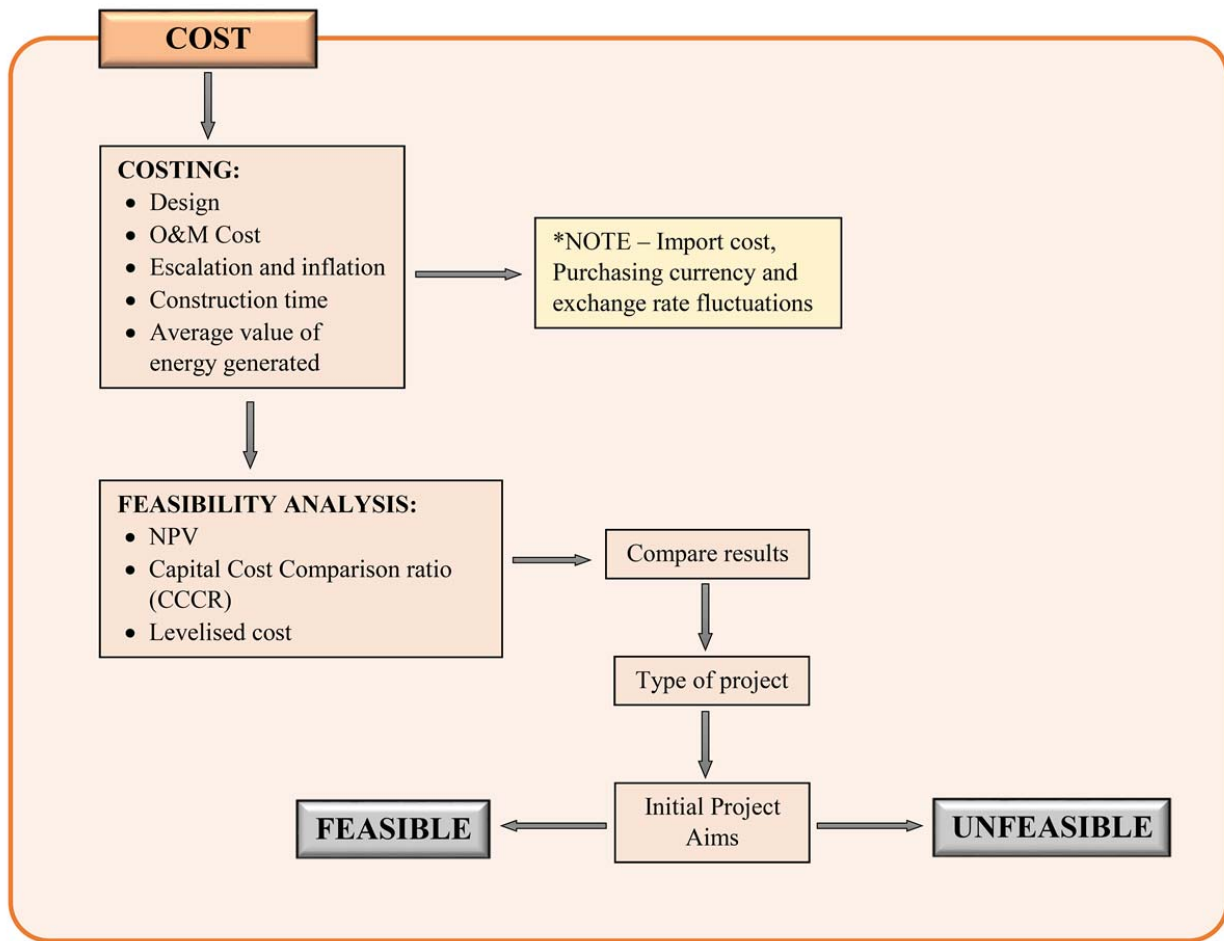 COST
COSTING:
• Design
• O&M Cost
• Escalation and inflation
• Construction time
• Average value of
energy generated
*NOTE – Import cost,
Purchasing currency and
exchange rate fluctuations
FEASIBILITY ANALYSIS:
• NPV
• Capital Cost Comparison ratio
(CCCR)
• Levelised cost
Compare results
Type of project
Initial Project
Aims
FEASIBLE
UNFEASIBLE